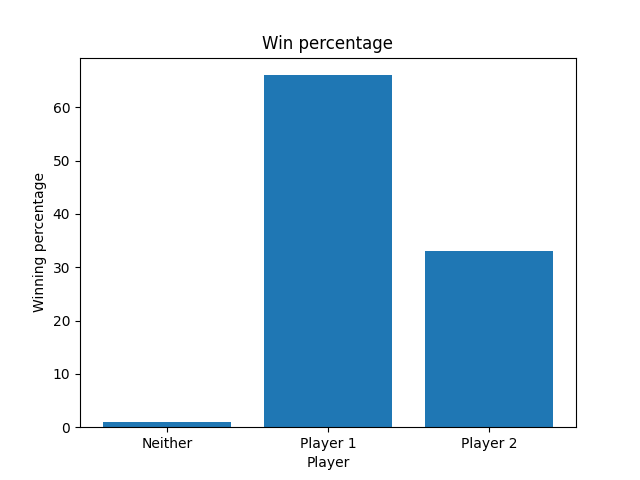 Win percentage
Winning percentage
60
50
40
30
20
10
0
Neither
Player 1
Player 2
Player